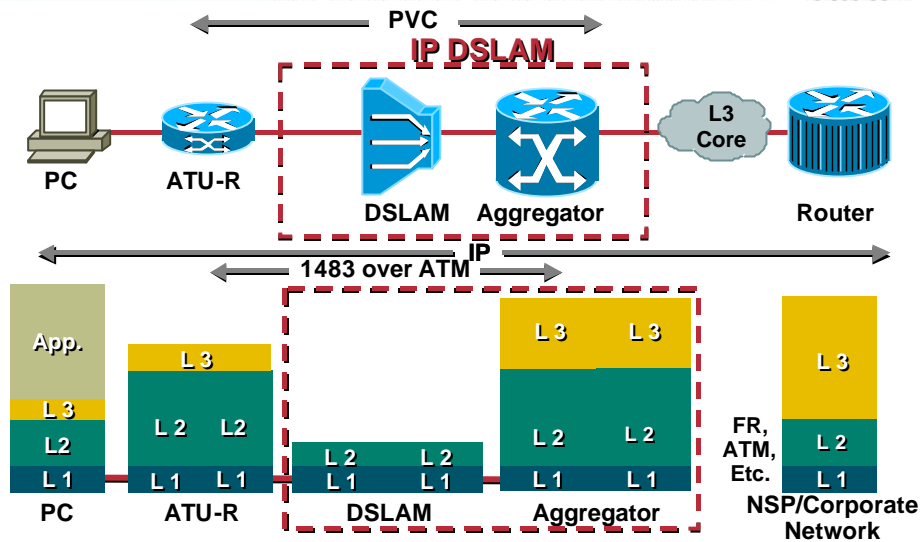 PVC
IP DSLAM
L3
Core
PC
ATU-R
DSLAM
Aggregator
Router
IP
1483 over ATM
App.
L 3
L2
L 1
L 3
L 2
L2
L 1
L 1
L 2
L 2
L 1
L 1
L 3
L 3
L 2
L 2
L 1
L 1
FR,
ATM,
Etc.
L 3
L 2
L 1
PC
ATU-R
DSLAM
Aggregator
NSP/Corporate
Network